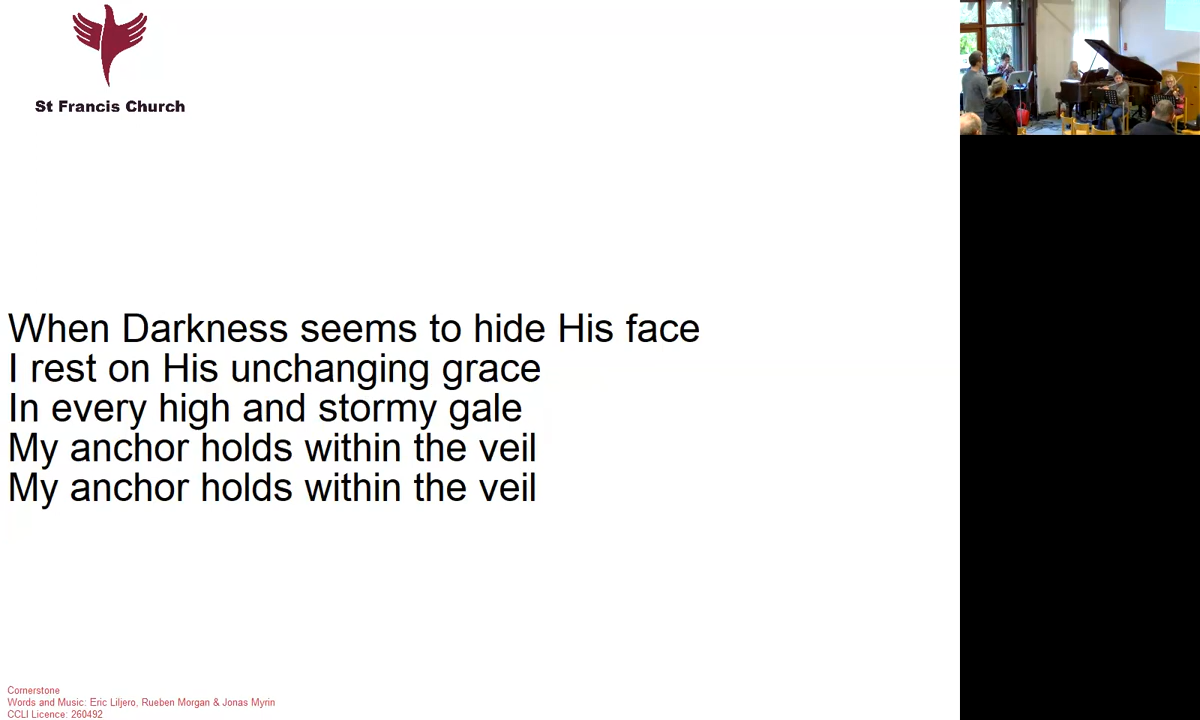 St Francis Church
When Darkness seems to hide His face
I rest on His unchanging grace
In every high and stormy gale
My anchor holds within the veil
My anchor holds within the veil
Cornerstone
Words and Music: Eric Liljero, Rueben Morgan & Jonas Myrin
CCLI Licence: 260492